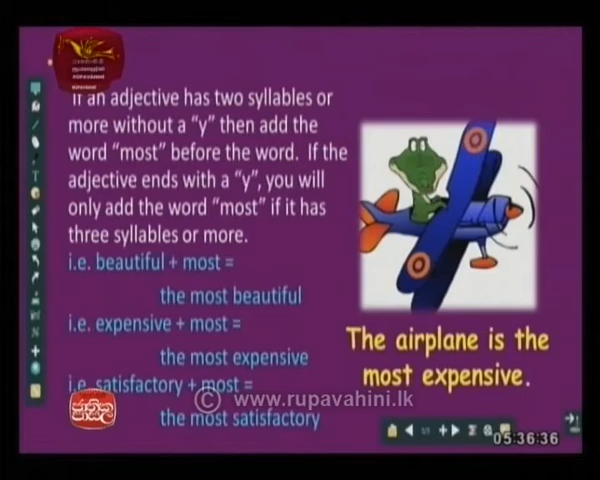 If an adjective has two syllables or
more without a "y" then add the
word "most" before the word. If the
adjective ends with a "y", you will
only add the word "most" if it has
three syllables or more.
i.e. beautiful + most =
the most beautiful
i.e. expensive + most =
the most expensive
i.e. satisfactory + most =
the most satisfactory
The airplane is the
most expensive.
© www.rupavahini.lk
05:36:36